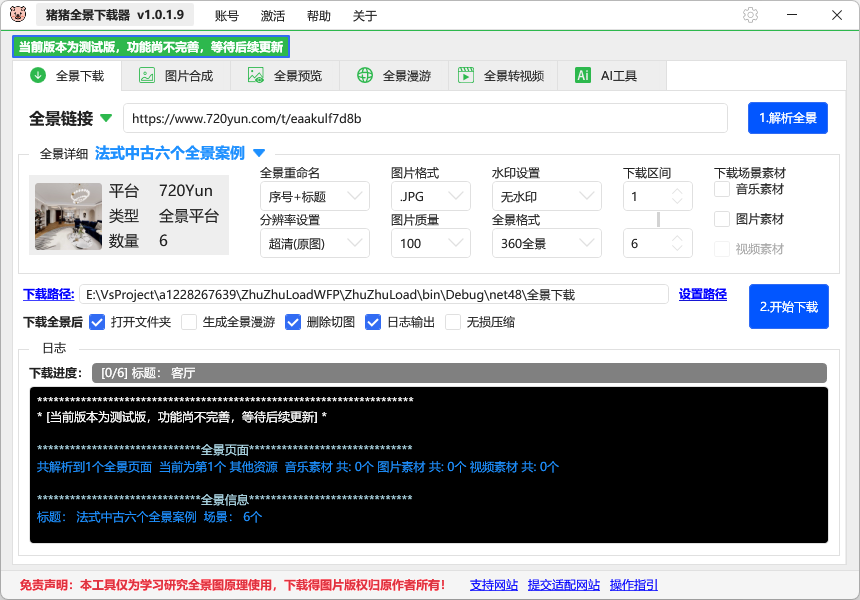 猪猪全景下载器 v1.0.1.9 账号 激活 帮助 关于
当前版本为测试版，功能尚不完善，等待后续更新
全景下载 图片合成 全景预览 全景漫游 全景转视频 Ai AI工具
全景链接 https://www.720yun.com/t/eaakulf7d8b 1.解析全景
全景详细 法式中古六个全景案例
全景重命名 图片格式 水印设置 下载区间 下载场景素材
平台 720Yun 序号+标题 .JPG 无水印 1 音乐素材
类型 全景平台 分辨率设置 图片质量 全景格式 图片素材
数量 6 超清(原图) 100 360全景 6 视频素材
下载路径: E:\VsProject\a1228267639\ZhuZhuLoadWFP\ZhuZhuLoad\bin\Debug\net48\全景下载 设置路径 2.开始下载
下载全景后 打开文件夹 生成全景漫游 删除切图 日志输出 无损压缩
日志
下载进度： [0/6] 标题： 客厅
********************************************************************
* [当前版本为测试版，功能尚不完善，等待后续更新] *
******************************全景页面******************************
共解析到1个全景页面 当前为第1个 其他资源 音乐素材 共: 0个 图片素材 共: 0个 视频素材 共: 0个
******************************全景信息******************************
标题： 法式中古六个全景案例 场景： 6个
免责声明：本工具仅为学习研究全景图原理使用，下载得图片版权归原作者所有！ 支持网站 提交适配网站 操作指引